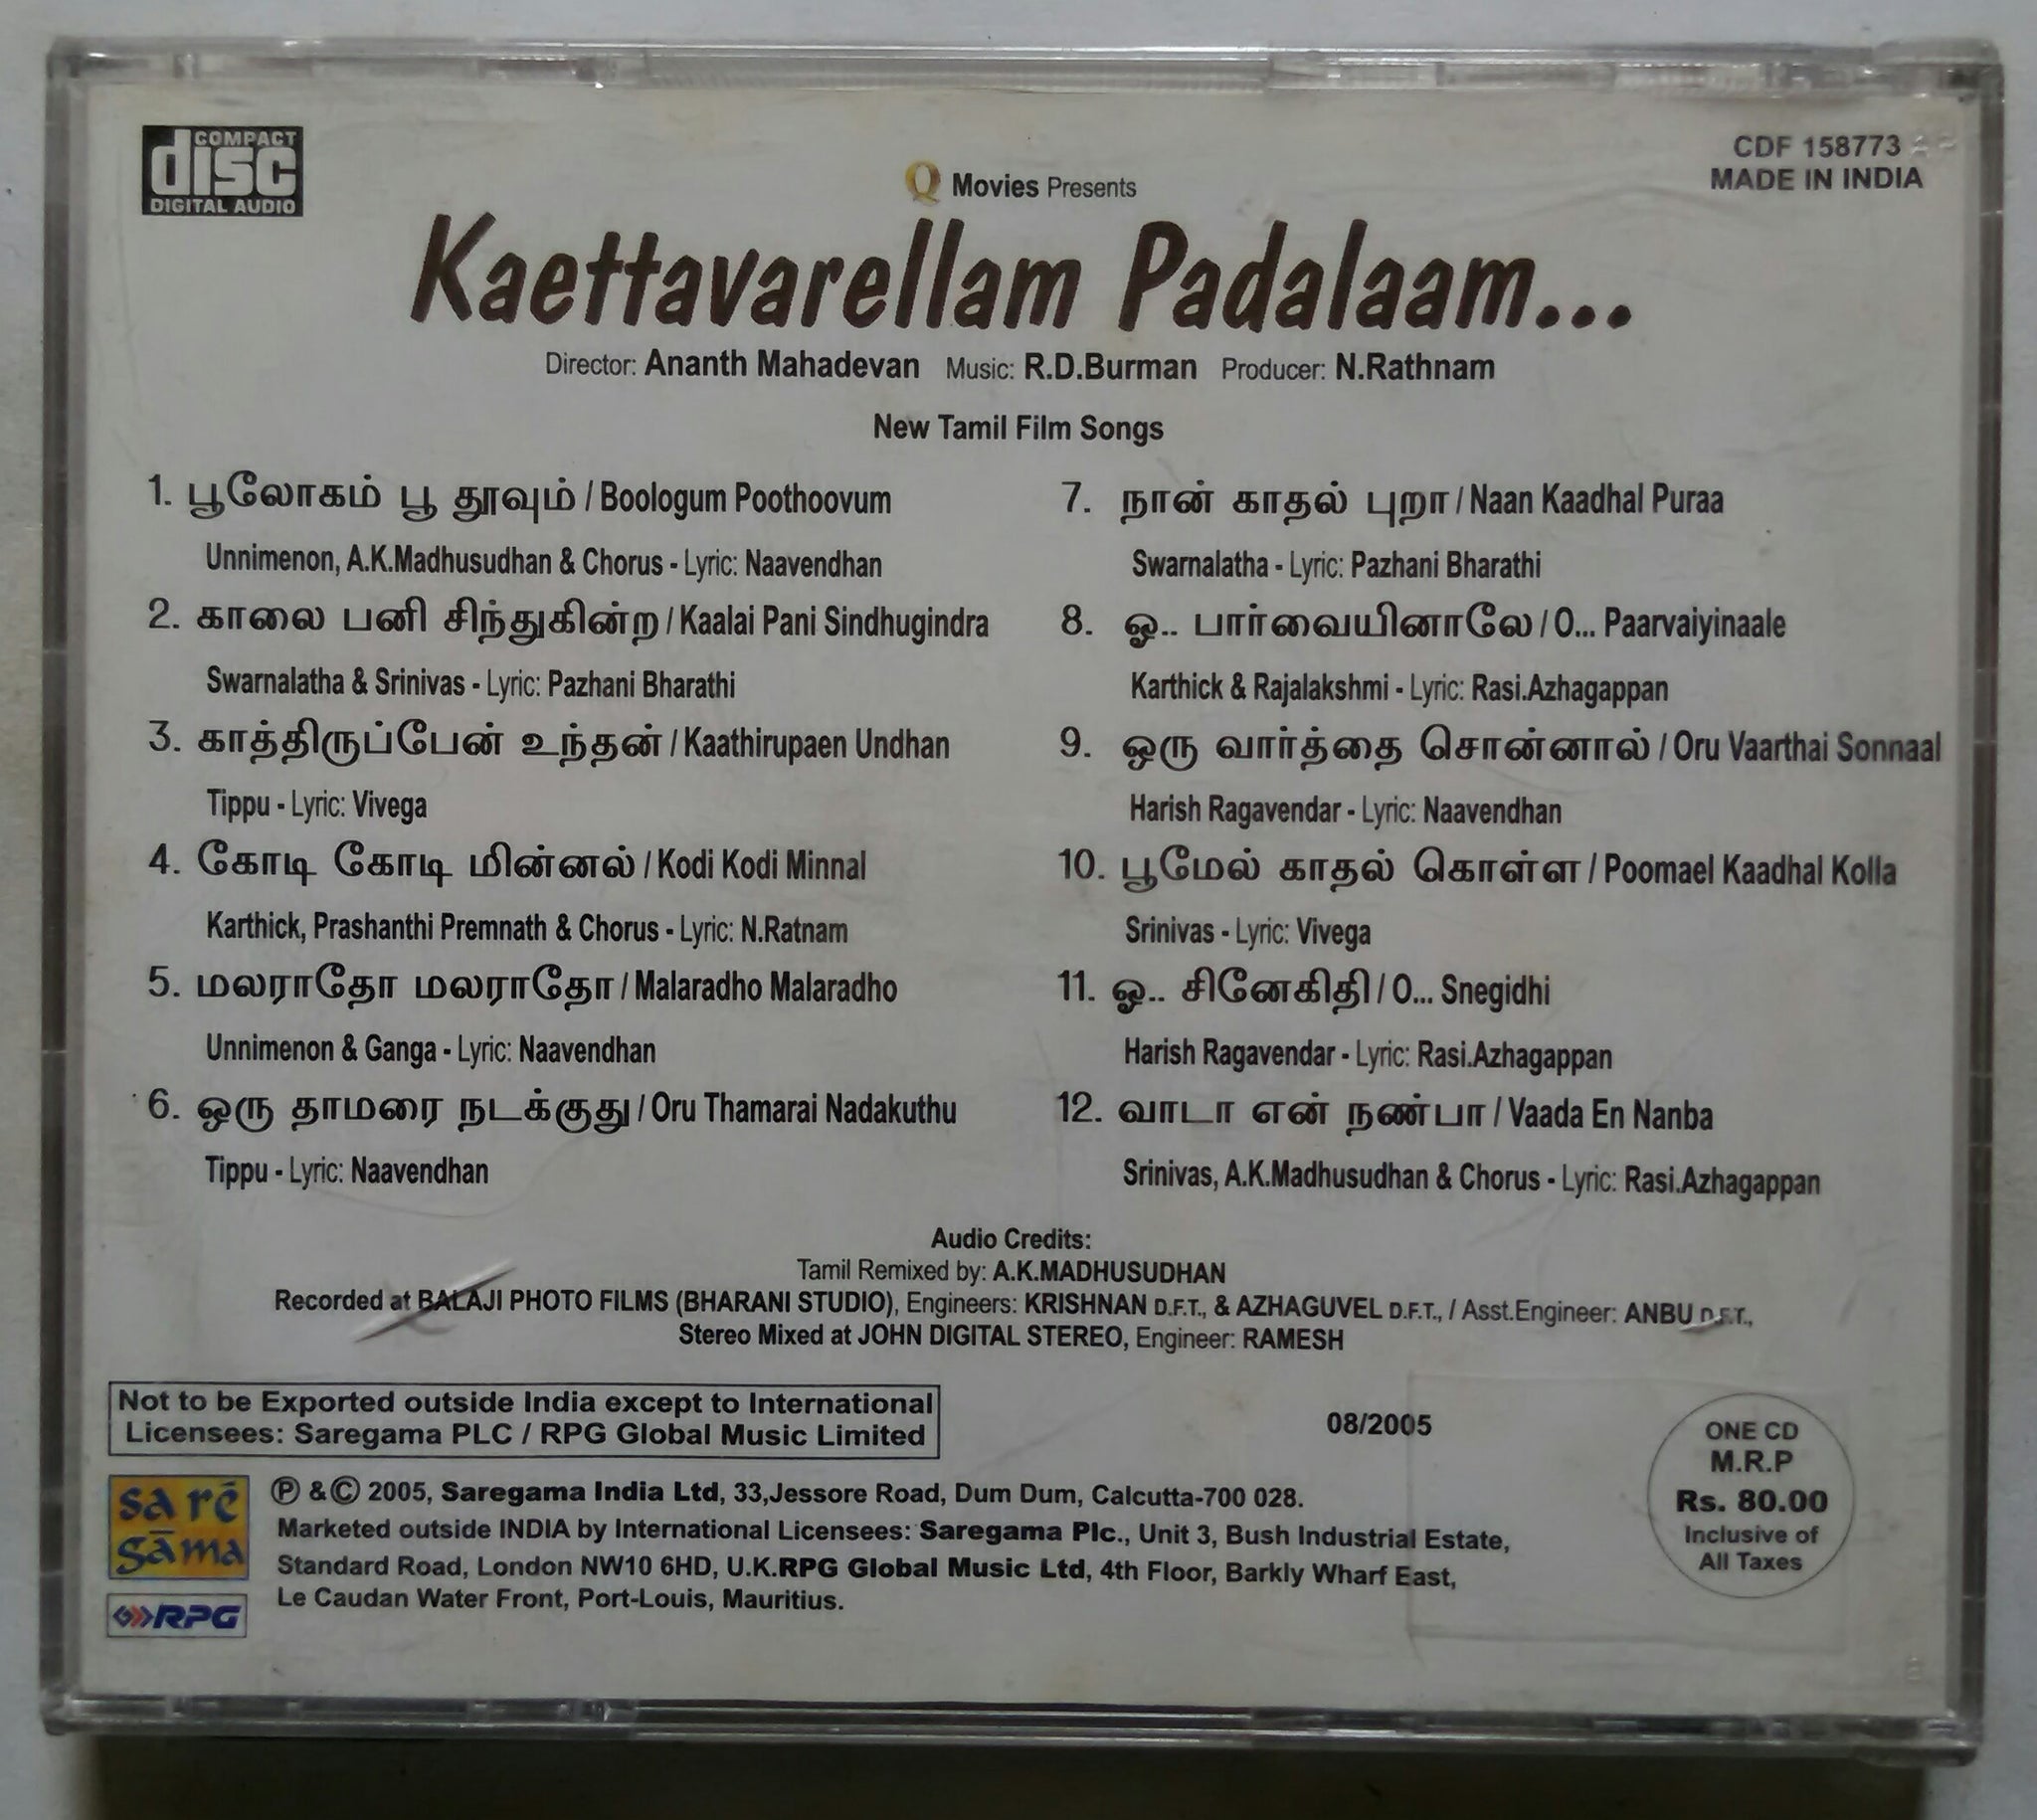 COMPACT
disc
DIGITAL AUDIO
CDF 158773
MADE IN INDIA
Q Movies Presents
Kaettavarellam Padalaam...
Director: Ananth Mahadevan Music: R.D.Burman Producer: N.Rathnam
New Tamil Film Songs
1. பூலோகம் பூ தூவும் / Boologum Poothoovum
Unnimenon, A.K.Madhusudhan & Chorus - Lyric: Naavendhan
2. காலை பனி சிந்துகின்ற / Kaalai Pani Sindhugindra
Swarnalatha & Srinivas - Lyric: Pazhani Bharathi
3. காத்திருப்பேன் உந்தன் / Kaathirupaen Undhan
Tippu - Lyric: Vivega
4. கோடி கோடி மின்னல் / Kodi Kodi Minnal
Karthick, Prashanthi Premnath & Chorus - Lyric: N.Ratnam
5. மலராதோ மலராதோ / Malaradho Malaradho
Unnimenon & Ganga - Lyric: Naavendhan
6. ஒரு தாமரை நடக்குது / Oru Thamarai Nadakuthu
Tippu - Lyric: Naavendhan
7. நான் காதல் புறா / Naan Kaadhal Puraa
Swarnalatha - Lyric: Pazhani Bharathi
8. ஓ.. பார்வையினாலே / O... Paarvaiyinaale
Karthick & Rajalakshmi - Lyric: Rasi.Azhagappan
9. ஒரு வார்த்தை சொன்னால் / Oru Vaarthai Sonnaal
Harish Ragavendar - Lyric: Naavendhan
10. பூமேல் காதல் கொள்ள / Poomael Kaadhal Kolla
Srinivas - Lyric: Vivega
11. ஓ.. சினேகிதி / O... Snegidhi
Harish Ragavendar - Lyric: Rasi.Azhagappan
12. வாடா என் நண்பா / Vaada En Nanba
Srinivas, A.K.Madhusudhan & Chorus - Lyric: Rasi.Azhagappan
Audio Credits:
Tamil Remixed by: A.K.MADHUSUDHAN
Recorded at BALAJI PHOTO FILMS (BHARANI STUDIO), Engineers: KRISHNAN D.F.T., & AZHAGUVEL D.F.T., / Asst.Engineer: ANBU D.F.T.,
Stereo Mixed at JOHN DIGITAL STEREO, Engineer: RAMESH
Not to be Exported outside India except to International
Licensees: Saregama PLC / RPG Global Music Limited
08/2005
ONE CD
M.R.P
Rs. 80.00
Inclusive of
All Taxes
sa rē
gāma
RPG
Ⓟ & © 2005, Saregama India Ltd, 33,Jessore Road, Dum Dum, Calcutta-700 028.
Marketed outside INDIA by International Licensees: Saregama Plc., Unit 3, Bush Industrial Estate,
Standard Road, London NW10 6HD, U.K.RPG Global Music Ltd, 4th Floor, Barkly Wharf East,
Le Caudan Water Front, Port-Louis, Mauritius.